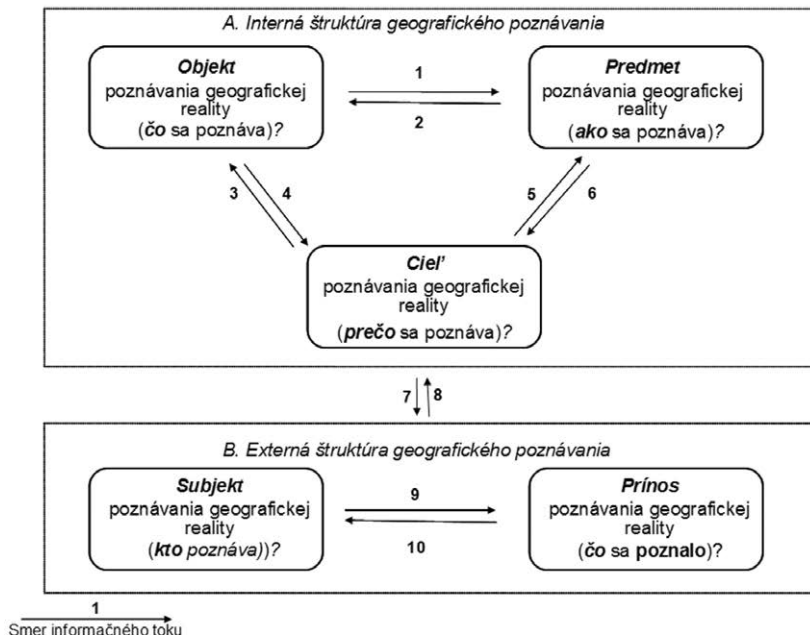 A. Interná štruktúra geografického poznávania
Objekt
poznávania geografickej
reality
(čo sa poznáva)?
1
2
Predmet
poznávania geografickej
reality
(ako sa poznáva)?
3
4
5
6
Cieľ
poznávania geografickej
reality
(prečo sa poznáva)?
7
8
B. Externá štruktúra geografického poznávania
Subjekt
poznávania geografickej
reality
(kto poznáva))?
9
10
Prínos
poznávania geografickej
reality
(čo sa poznalo)?
1
Smer informačného toku